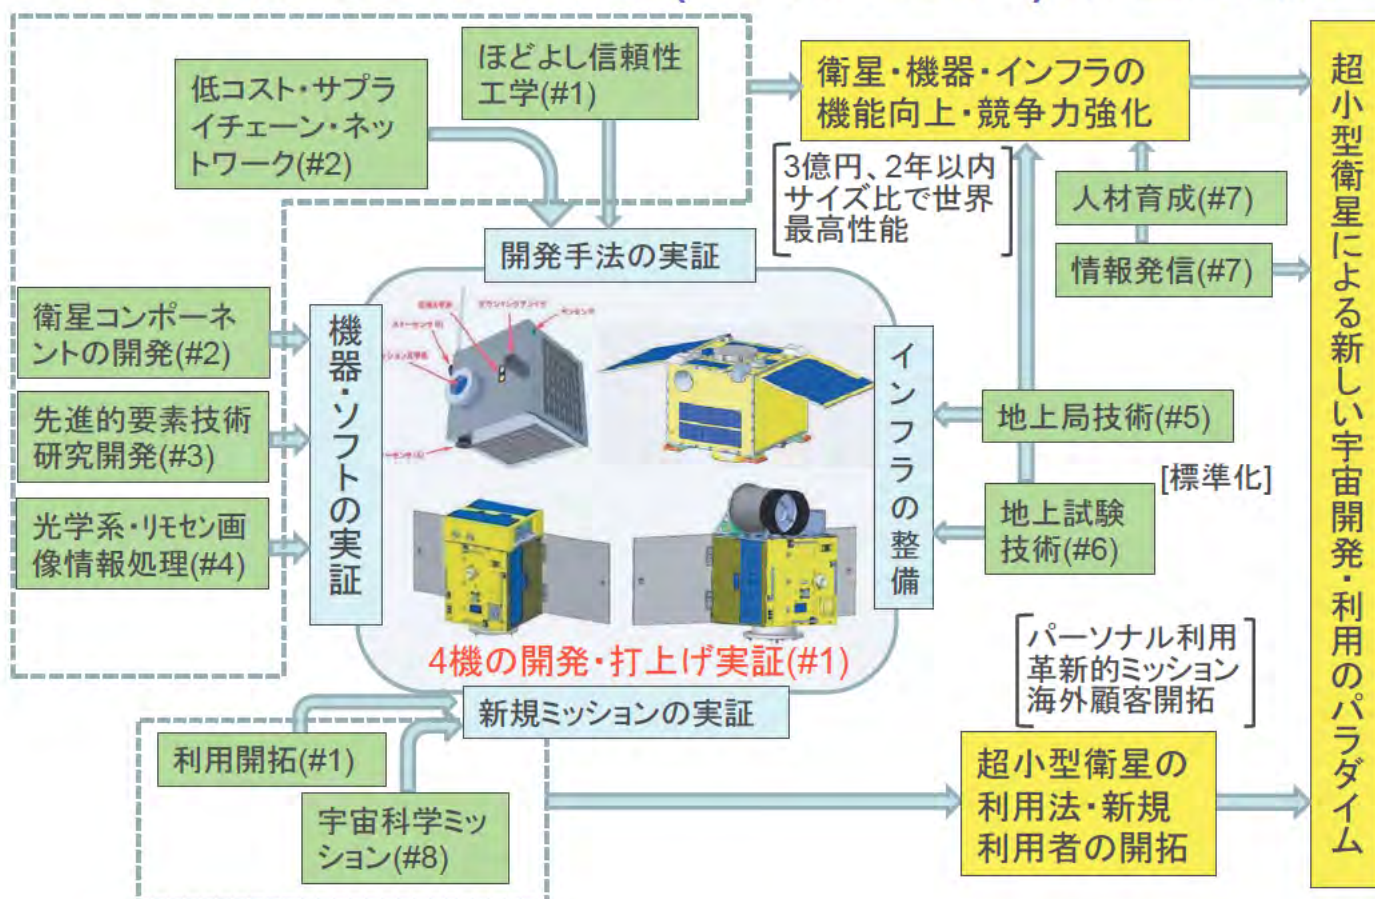 ほどよし信頼性
工学(#1)
低コスト・サプラ
イチェーン・ネッ
トワーク(#2)
衛星・機器・インフラの
機能向上・競争力強化
3億円、2年以内
サイズ比で世界
最高性能
人材育成(#7)
情報発信(#7)
超小型衛星による新しい宇宙開発・利用のパラダイム
開発手法の実証
衛星コンポーネ
ントの開発(#2)
先進的要素技術
研究開発(#3)
光学系・リモセン画
像情報処理(#4)
機器・ソフトの実証
インフラの整備
地上局技術(#5)
[標準化]
地上試験
技術(#6)
4機の開発・打上げ実証(#1)
新規ミッションの実証
パーソナル利用
革新的ミッション
海外顧客開拓
利用開拓(#1)
宇宙科学ミッ
ション(#8)
超小型衛星の
利用法・新規
利用者の開拓